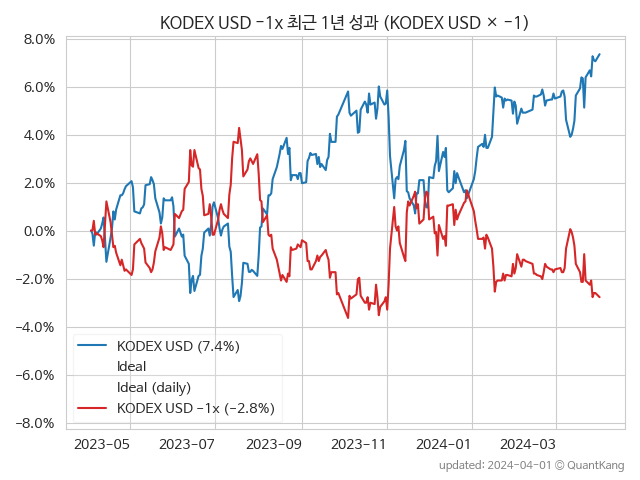 KODEX USD -1x 최근 1년 성과 (KODEX USD × -1)
8.0%
6.0%
4.0%
2.0%
0.0%
-2.0%
-4.0%
-6.0%
-8.0%
KODEX USD (7.4%)
Ideal
Ideal (daily)
KODEX USD -1x (-2.8%)
2023-05 2023-07 2023-09 2023-11 2024-01 2024-03
updated: 2024-04-01 © QuantKang